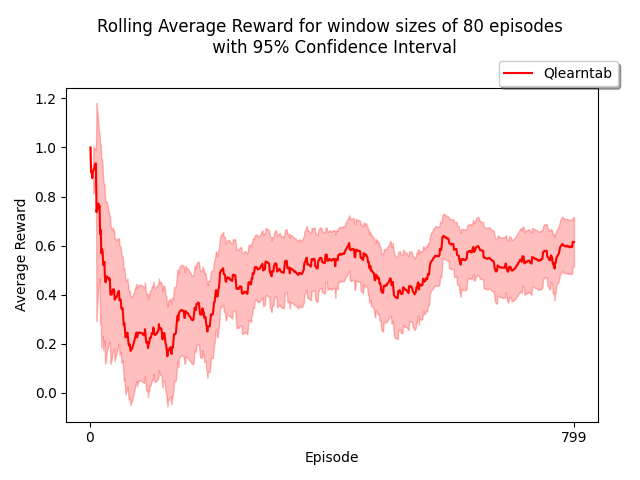 Rolling Average Reward for window sizes of 80 episodes
with 95% Confidence Interval
Qlearntab
1.2
1.0
0.8
0.6
0.4
0.2
0.0
Average Reward
0
799
Episode